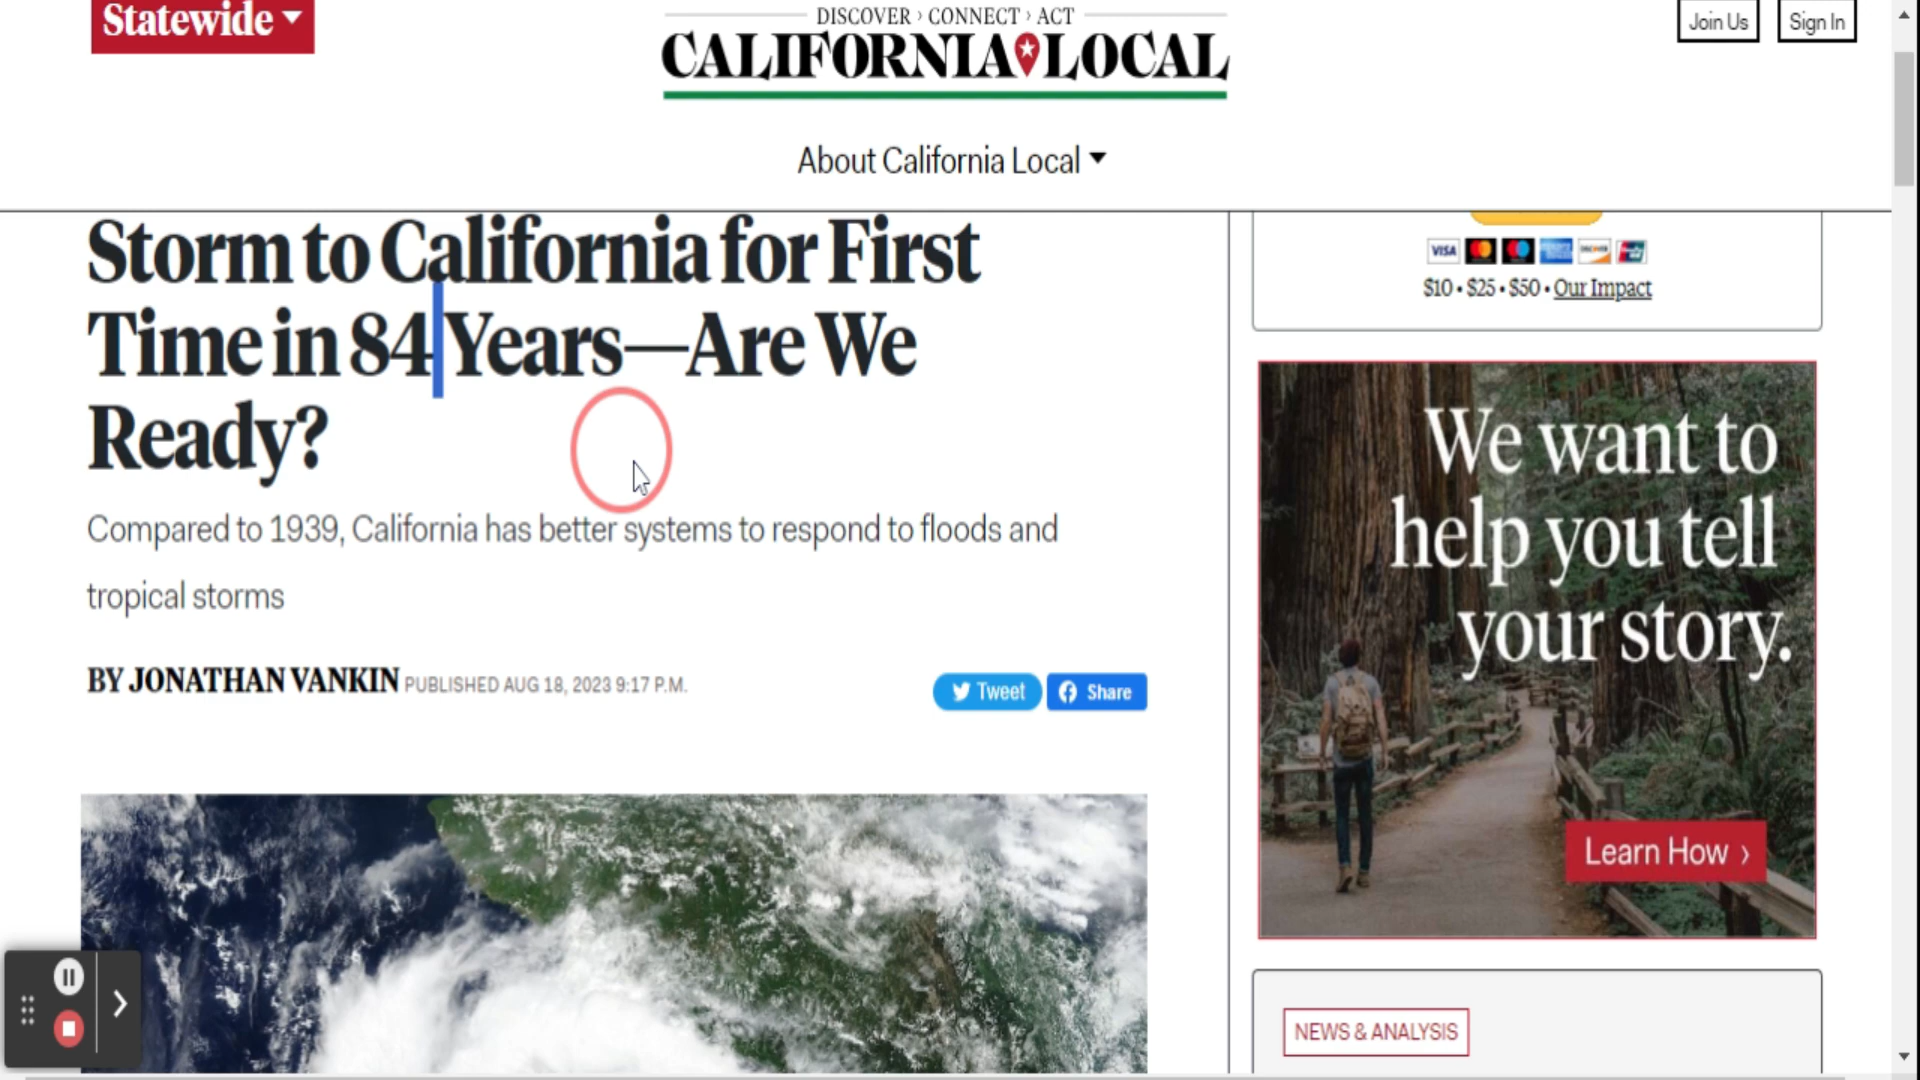 Statewide
DISCOVER › CONNECT › ACT
CALIFORNIA LOCAL
Join Us
Sign In
About California Local
Storm to California for First
Time in 84 Years—Are We
Ready?
Compared to 1939, California has better systems to respond to floods and
tropical storms
BY JONATHAN VANKIN PUBLISHED AUG 18, 2023 9:17 P.M.
Tweet
Share
VISA
$10 • $25 • $50 • Our Impact
We want to
help you tell
your story.
Learn How ›
NEWS & ANALYSIS